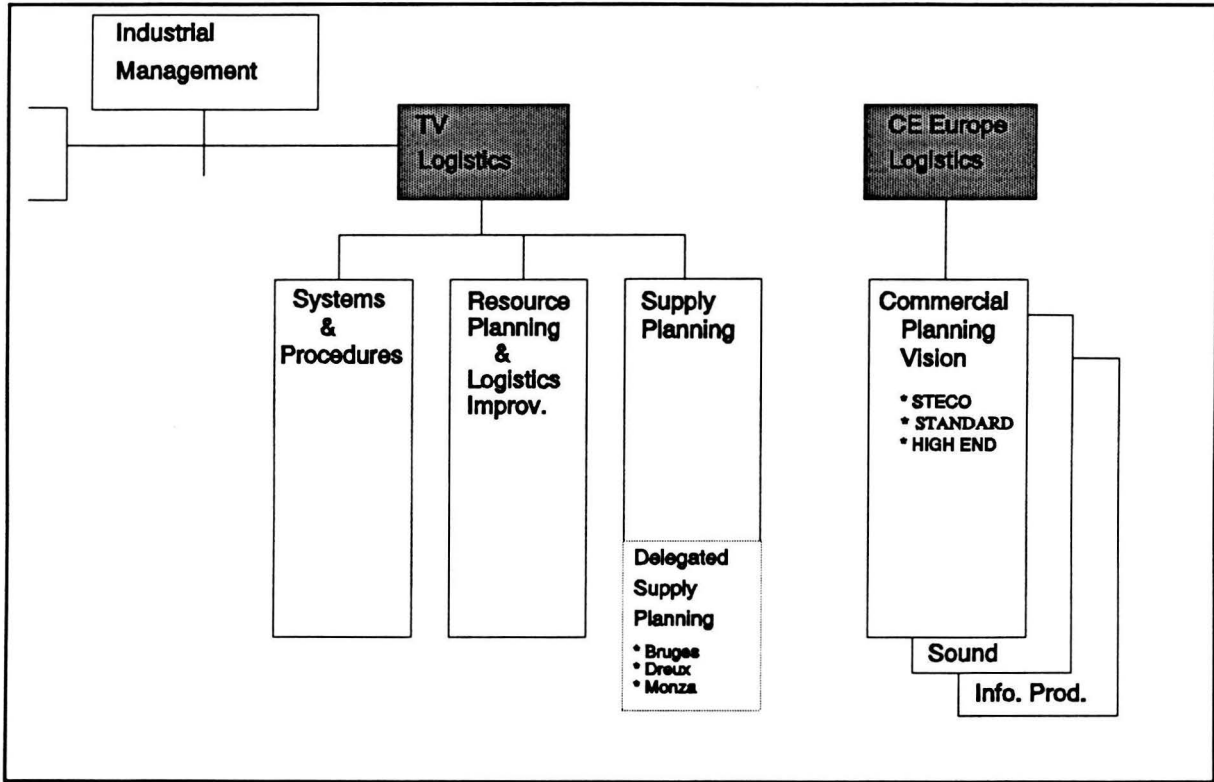 Industrial
Management
TV
Logistics
CE Europe
Logistics
Systems
&
Procedures
Resource
Planning
&
Logistics
Improv.
Supply
Planning
Delegated
Supply
Planning
* Bruges
* Dreux
* Monza
Commercial
Planning
Vision
* STECO
* STANDARD
* HIGH END
Sound
Info. Prod.